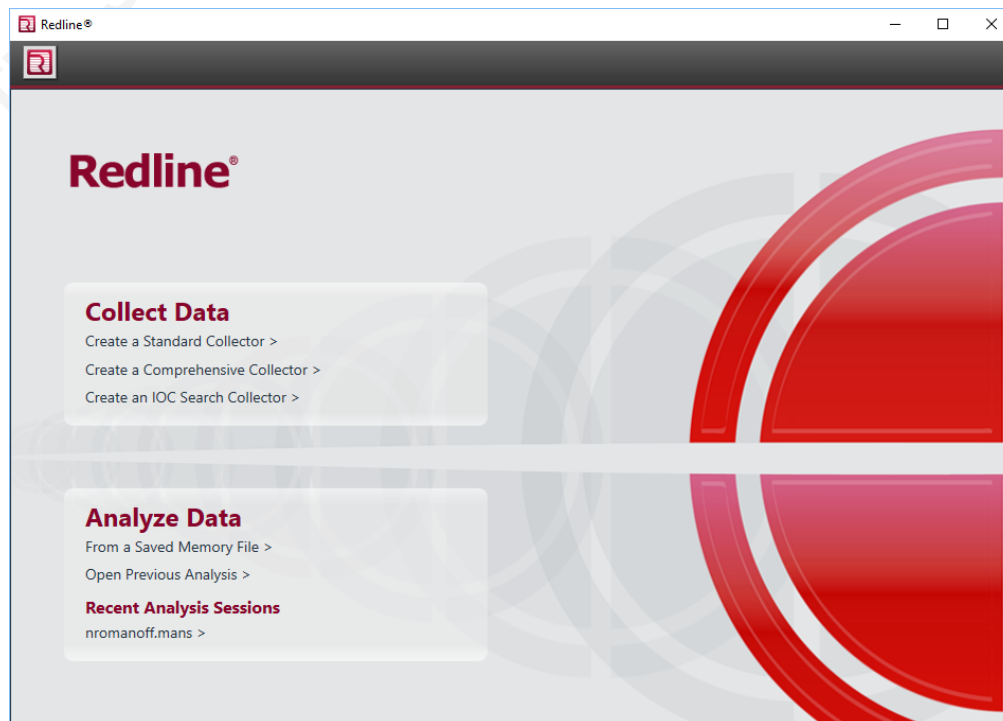 Redline®
Redline®
Collect Data
Create a Standard Collector >
Create a Comprehensive Collector >
Create an IOC Search Collector >
Analyze Data
From a Saved Memory File >
Open Previous Analysis >
Recent Analysis Sessions
nromanoff.mans >